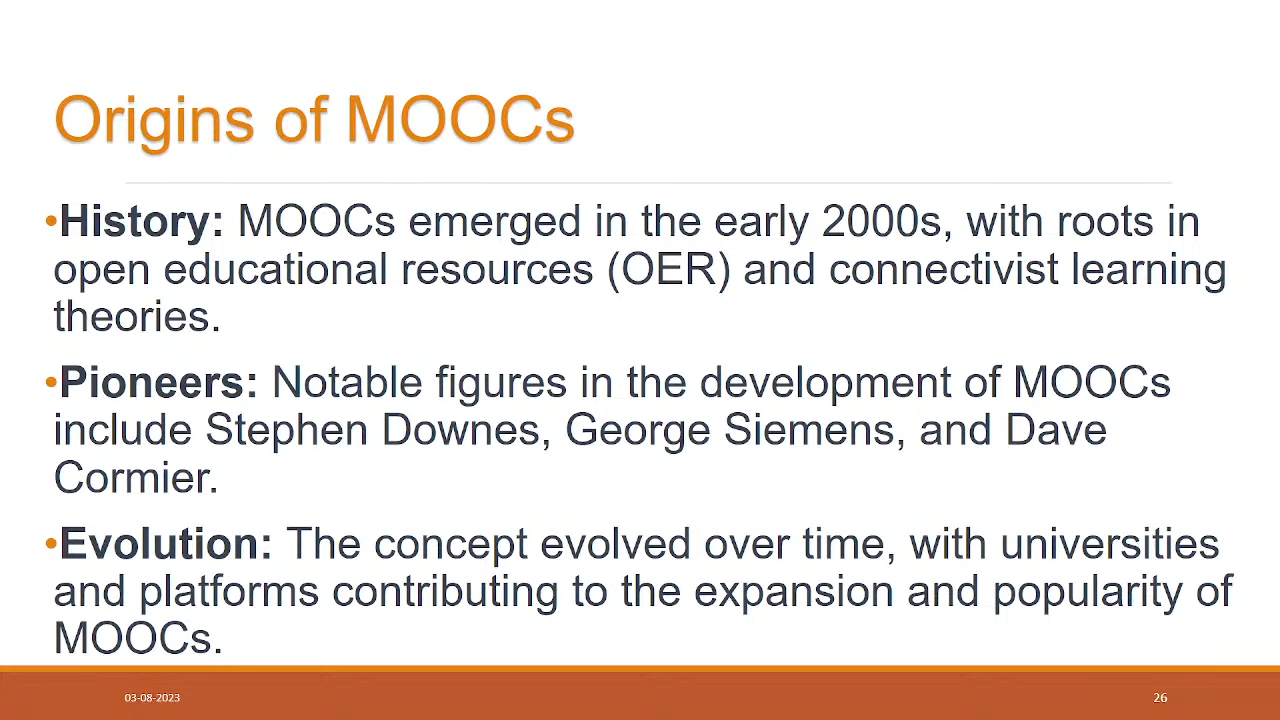 Origins of MOOCs
•History: MOOCs emerged in the early 2000s, with roots in
open educational resources (OER) and connectivist learning
theories.
•Pioneers: Notable figures in the development of MOOCs
include Stephen Downes, George Siemens, and Dave
Cormier.
•Evolution: The concept evolved over time, with universities
and platforms contributing to the expansion and popularity of
MOOCs.
03-08-2023
26